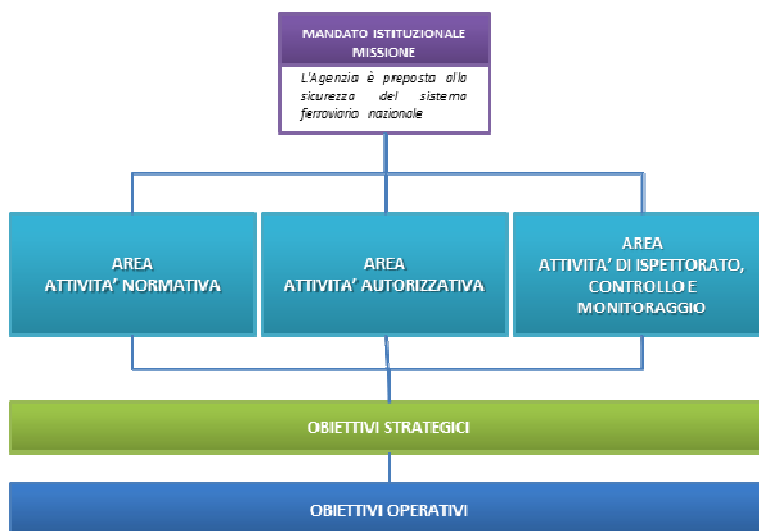 MANDATO ISTITUZIONALE
MISSIONE
L'Agenzia è preposta alla
sicurezza del sistema
ferroviario nazionale
AREA
ATTIVITA' NORMATIVA
AREA
ATTIVITA' AUTORIZZATIVA
AREA
ATTIVITA' DI ISPETTORATO,
CONTROLLO E
MONITORAGGIO
OBIETTIVI STRATEGICI
OBIETTIVI OPERATIVI